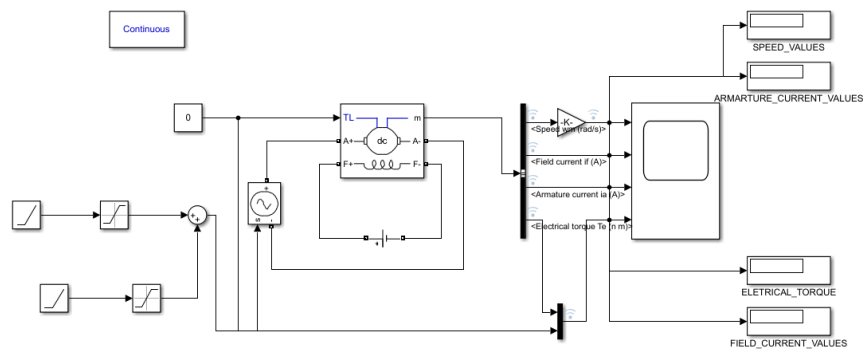 Continuous
SPEED_VALUES
ARMARTURE_CURRENT_VALUES
0
TL
m
dc
A+
A-
F+
F-
-K-
<Speed wm (rad/s)>
<Field current if (A)>
<Armature current ia (A)>
<Electrical torque Te (n m)>
+
s
-
+
+
+
ELETRICAL_TORQUE
FIELD_CURRENT_VALUES